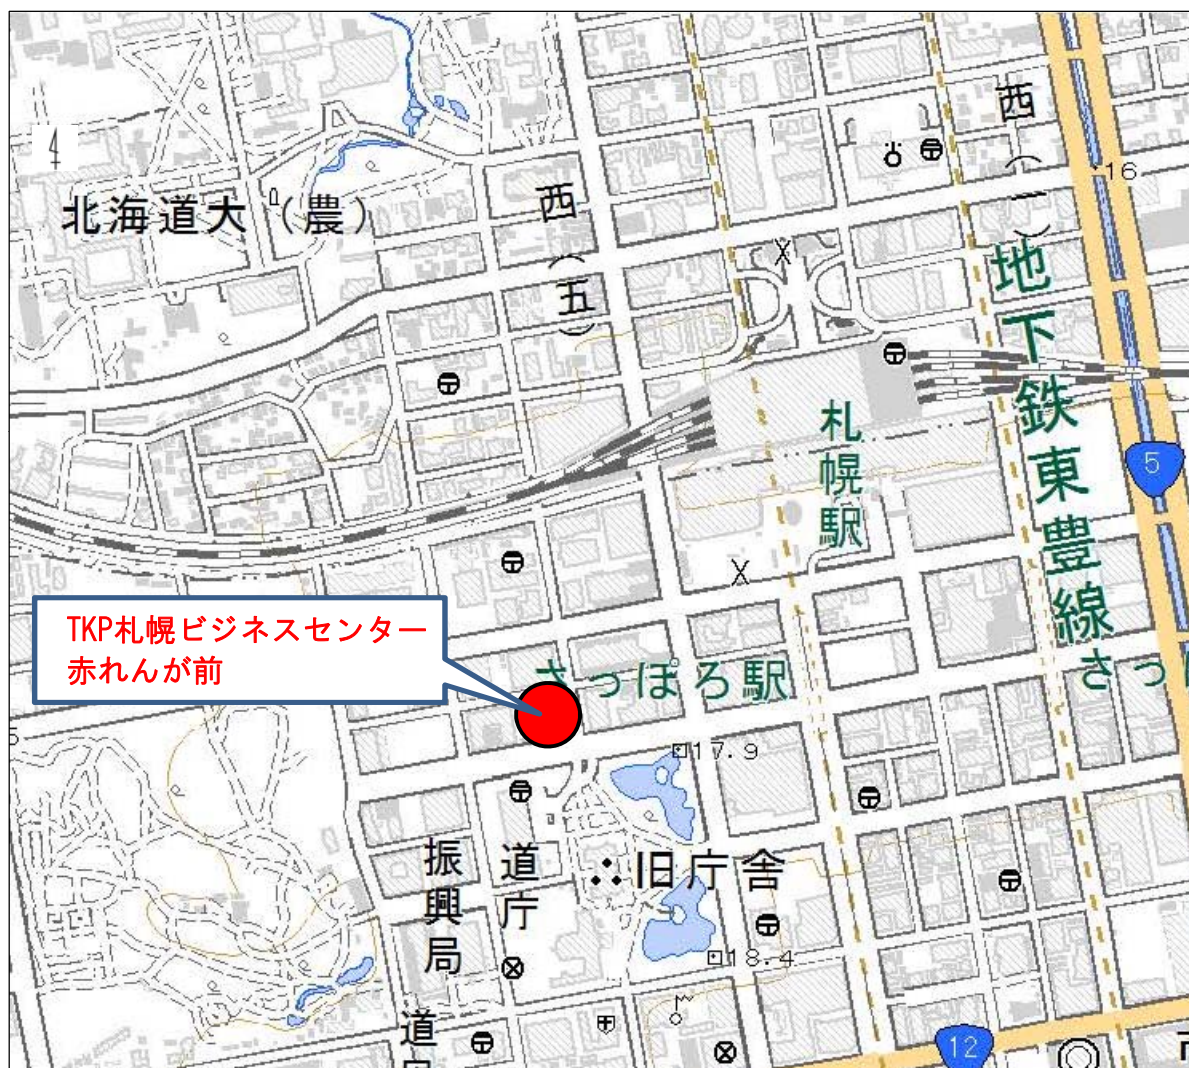 西(一)
16
北海道大(農)
西(五)
地下鉄東豊線
札幌駅
5
TKP札幌ビジネスセンター
赤れんが前
さっぽろ駅
さっ
5
17.9
旧庁舎
道庁
振興局
18.4
道
12